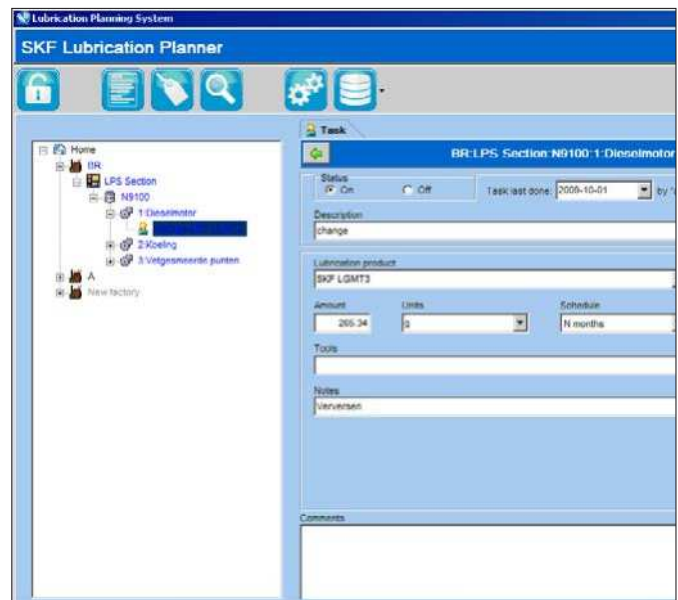 Lubrication Planning System
SKF Lubrication Planner
Task
Home
BR
LPS Section
N9100
1:Dieselmotor
2:Koeling
3:Vetgesmeerde punten
A
New factory
BR:LPS Section:N9100:1:Dieselmotor
Status
On Off Task last done: 2009-10-01 by
Description
change
Lubrication product
SKF LGMT3
Amount Units Schedule
265.34 g N months
Tools
Notes
Verversen
Comments